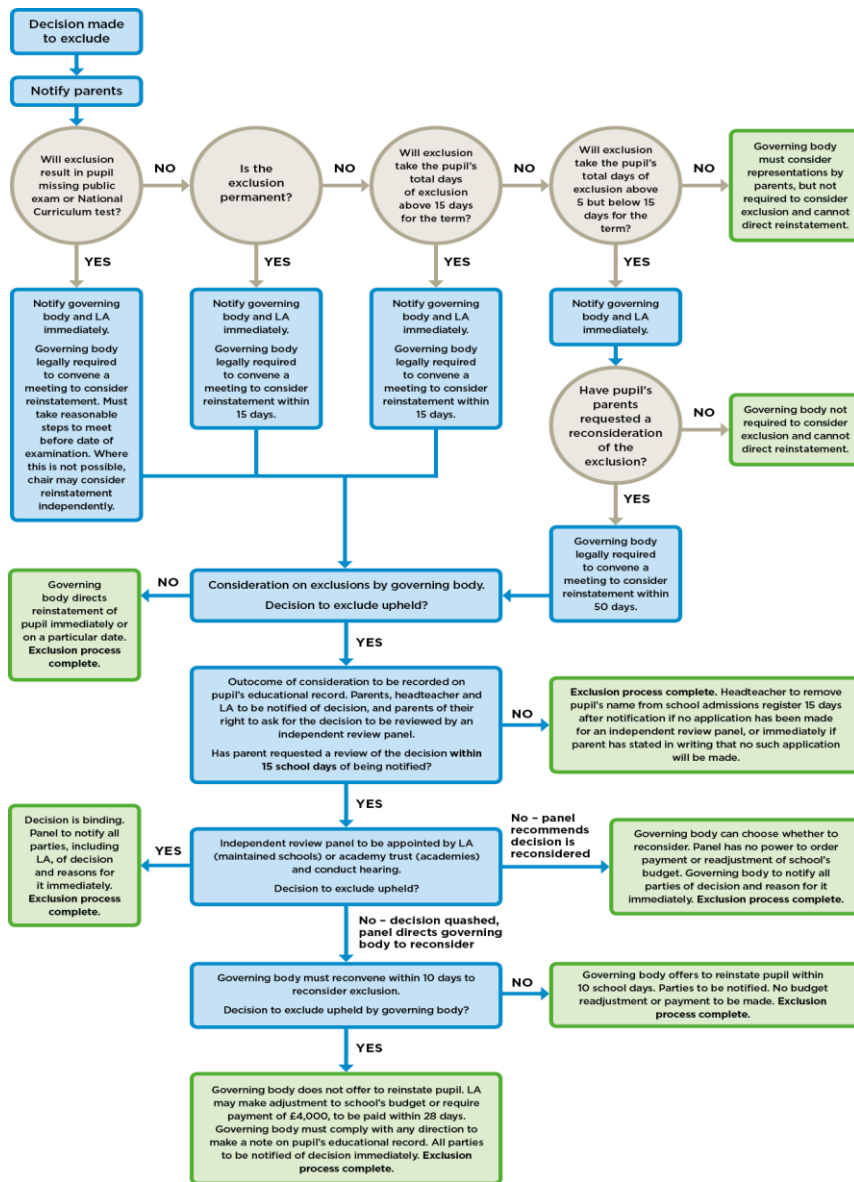 Decision made
to exclude
Notify parents
Will exclusion
result in pupil
missing public
exam or National
Curriculum test?
NO
Is the
exclusion
permanent?
NO
Will exclusion
take the pupil's
total days
of exclusion
above 15 days
for the term?
NO
Will exclusion
take the pupil's
total days of
exclusion above
5 but below 15
days for the
term?
NO
Governing body
must consider
representations by
parents, but not
required to consider
exclusion and cannot
direct reinstatement.
YES
YES
YES
YES
Notify governing
body and LA
immediately.
Governing body
legally required
to convene a
meeting to consider
reinstatement. Must
take reasonable
steps to meet
before date of
examination. Where
this is not possible,
chair may consider
reinstatement
independently.
Notify governing
body and LA
immediately.
Governing body
legally required
to convene a
meeting to consider
reinstatement within
15 days.
Notify governing
body and LA
immediately.
Governing body
legally required
to convene a
meeting to consider
reinstatement within
15 days.
Notify governing
body and LA
immediately.
Have pupil's
parents
requested a
reconsideration
of the
exclusion?
NO
Governing body not
required to consider
exclusion and cannot
direct reinstatement.
YES
Governing body
legally required
to convene a
meeting to consider
reinstatement within
50 days.
Consideration on exclusions by governing body.
Decision to exclude upheld?
NO
Governing
body directs
reinstatement of
pupil immediately or
on a particular date.
Exclusion process
complete.
YES
Outocome of consideration to be recorded on
pupil's educational record. Parents, headteacher and
LA to be notified of decision, and parents of their
right to ask for the decision to be reviewed by an
independent review panel.
Has parent requested a review of the decision within
15 school days of being notified?
NO
Exclusion process complete. Headteacher to remove
pupil's name from school admissions register 15 days
after notification if no application has been made
for an independent review panel, or immediately if
parent has stated in writing that no such application
will be made.
YES
Independent review panel to be appointed by LA
(maintained schools) or academy trust (academies)
and conduct hearing.
Decision to exclude upheld?
YES
Decision is binding.
Panel to notify all
parties, including
LA, of decision
and reasons for
it immediately.
Exclusion process
complete.
No – panel
recommends
decision is
reconsidered
Governing body can choose whether to
reconsider. Panel has no power to order
payment or readjustment of school's
budget. Governing body to notify all
parties of decision and reason for it
immediately. Exclusion process complete.
No – decision quashed,
panel directs governing
body to reconsider
Governing body must reconvene within 10 days to
reconsider exclusion.
Decision to exclude upheld by governing body?
NO
Governing body offers to reinstate pupil within
10 school days. Parties to be notified. No budget
readjustment or payment to be made. Exclusion
process complete.
YES
Governing body does not offer to reinstate pupil. LA
may make adjustment to school's budget or require
payment of £4,000, to be paid within 28 days.
Governing body must comply with any direction to
make a note on pupil's educational record. All parties
to be notified of decision immediately. Exclusion
process complete.